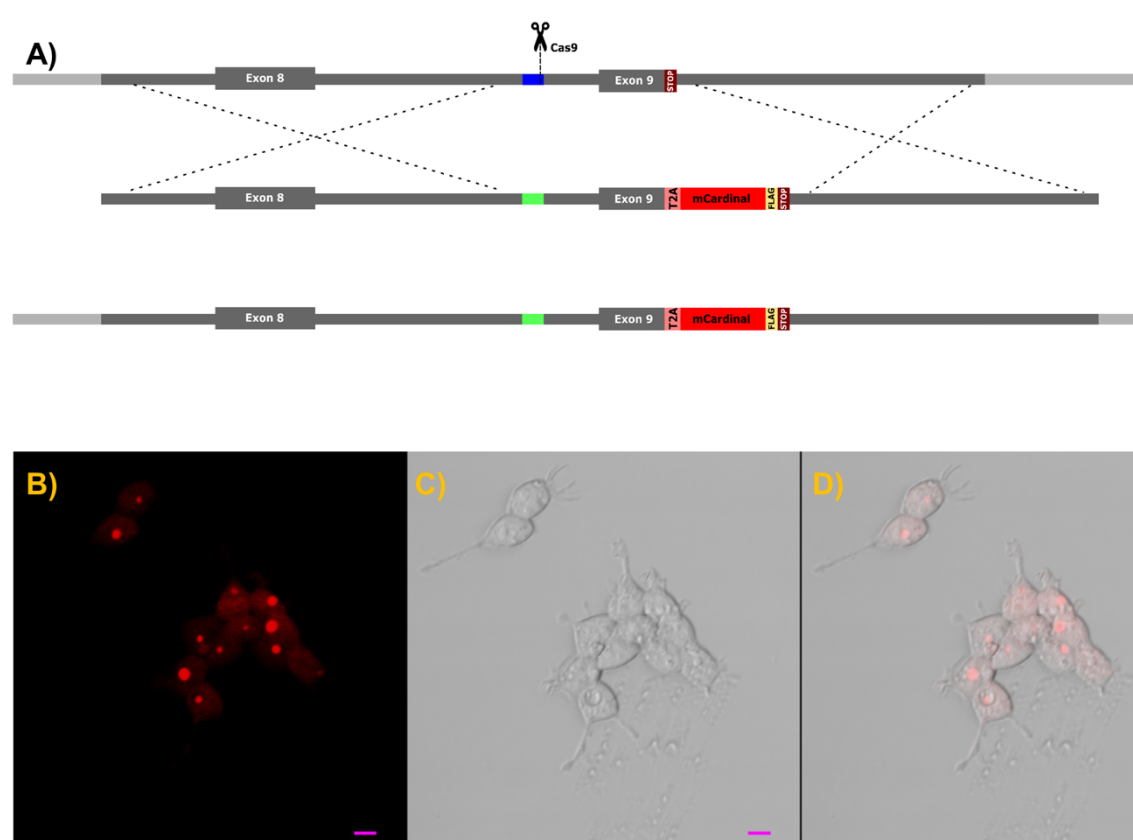 A)
Cas9
Exon 8
Exon 9
STOP
Exon 8
Exon 9
T2A
mCardinal
FLAG
STOP
Exon 8
Exon 9
T2A
mCardinal
FLAG
STOP
B)
C)
D)